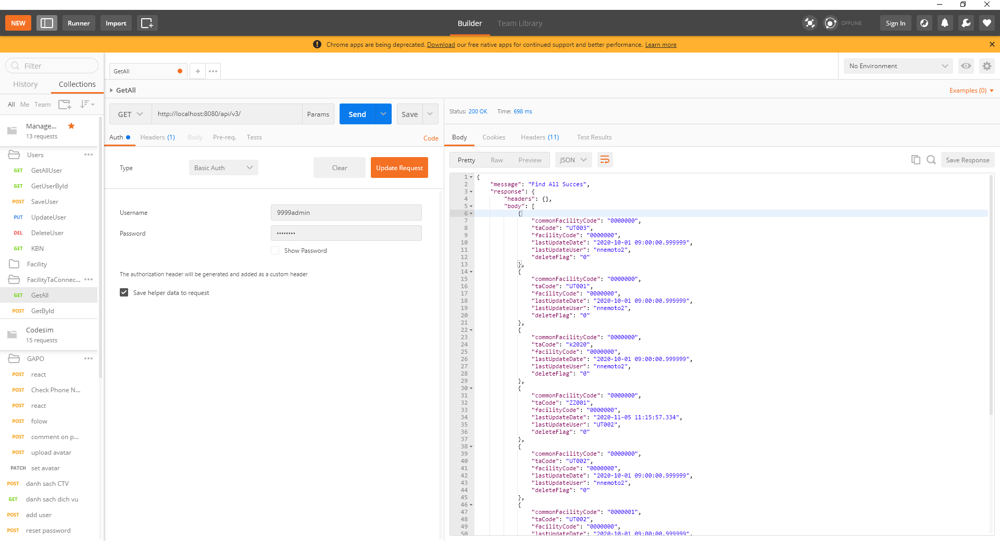 NEW
Runner
Import
Builder
Team Library
OFFLINE
Sign In
Chrome apps are being deprecated. Download our free native apps for continued support and better performance. Learn more
Filter
History
Collections
All
Me
Team
Manage...
13 requests
Users
GET GetAllUser
GET GetUserById
POST SaveUser
PUT UpdateUser
DEL DeleteUser
GET KBN
Facility
FacilityTaConnec...
GET GetAll
POST GetById
Codesim
15 requests
GAPO
POST react
POST Check Phone N...
POST react
POST folow
POST comment on p...
POST upload avatar
PATCH set avatar
POST danh sach CTV
GET danh sach dich vu
POST add user
POST reset password
GetAll
No Environment
GetAll
Examples (0)
GET
http://localhost:8080/api/v3/
Params
Send
Save
Auth
Headers (1)
Body
Pre-req.
Tests
Code
Type
Basic Auth
Clear
Update Request
Username
9999admin
Password
••••••••
Show Password
The authorization header will be generated and added as a custom header
Save helper data to request
Status: 200 OK
Time: 698 ms
Body
Cookies
Headers (11)
Test Results
Pretty
Raw
Preview
JSON
Save Response
1 {
2 "message": "Find All Succes",
3 "response": {
4 "headers": {},
5 "body": [
6 {
7 "commonFacilityCode": "0000000",
8 "taCode": "UT003",
9 "facilityCode": "0000000",
10 "lastUpdateDate": "2020-10-01 09:00:00.999999",
11 "lastUpdateUser": "nnemoto2",
12 "deleteFlag": "0"
13 },
14 {
15 "commonFacilityCode": "0000000",
16 "taCode": "UT001",
17 "facilityCode": "0000000",
18 "lastUpdateDate": "2020-10-01 09:00:00.999999",
19 "lastUpdateUser": "nnemoto2",
20 "deleteFlag": "0"
21 },
22 {
23 "commonFacilityCode": "0000000",
24 "taCode": "k2020",
25 "facilityCode": "0000000",
26 "lastUpdateDate": "2020-10-01 09:00:00.999999",
27 "lastUpdateUser": "nnemoto2",
28 "deleteFlag": "0"
29 },
30 {
31 "commonFacilityCode": "0000000",
32 "taCode": "ZZ001",
33 "facilityCode": "0000000",
34 "lastUpdateDate": "2020-11-05 11:15:57.334",
35 "lastUpdateUser": "UT002",
36 "deleteFlag": "0"
37 },
38 {
39 "commonFacilityCode": "0000000",
40 "taCode": "UT002",
41 "facilityCode": "0000000",
42 "lastUpdateDate": "2020-10-01 09:00:00.999999",
43 "lastUpdateUser": "nnemoto2",
44 "deleteFlag": "0"
45 },
46 {
47 "commonFacilityCode": "0000001",
48 "taCode": "UT002",
49 "facilityCode": "0000000",
50 "lastUpdateDate": "2020-10-01 09:00:00.999999",